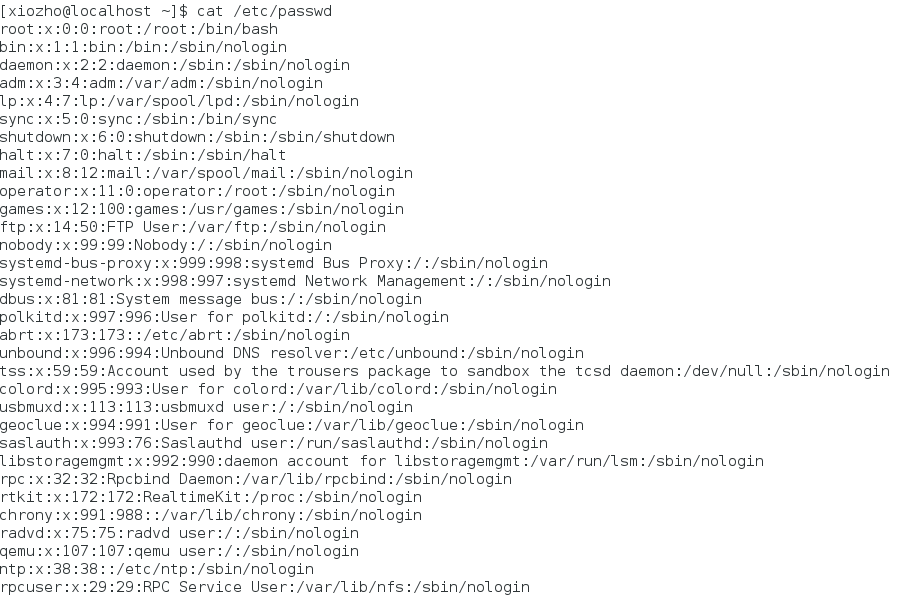 [xiozho@localhost ~]$ cat /etc/passwd
root:x:0:0:root:/root:/bin/bash
bin:x:1:1:bin:/bin:/sbin/nologin
daemon:x:2:2:daemon:/sbin:/sbin/nologin
adm:x:3:4:adm:/var/adm:/sbin/nologin
lp:x:4:7:lp:/var/spool/lpd:/sbin/nologin
sync:x:5:0:sync:/sbin:/bin/sync
shutdown:x:6:0:shutdown:/sbin:/sbin/shutdown
halt:x:7:0:halt:/sbin:/sbin/halt
mail:x:8:12:mail:/var/spool/mail:/sbin/nologin
operator:x:11:0:operator:/root:/sbin/nologin
games:x:12:100:games:/usr/games:/sbin/nologin
ftp:x:14:50:FTP User:/var/ftp:/sbin/nologin
nobody:x:99:99:Nobody:/:/sbin/nologin
systemd-bus-proxy:x:999:998:systemd Bus Proxy:/:/sbin/nologin
systemd-network:x:998:997:systemd Network Management:/:/sbin/nologin
dbus:x:81:81:System message bus:/:/sbin/nologin
polkitd:x:997:996:User for polkitd:/:/sbin/nologin
abrt:x:173:173::/etc/abrt:/sbin/nologin
unbound:x:996:994:Unbound DNS resolver:/etc/unbound:/sbin/nologin
tss:x:59:59:Account used by the trousers package to sandbox the tcsd daemon:/dev/null:/sbin/nologin
colord:x:995:993:User for colord:/var/lib/colord:/sbin/nologin
usbmuxd:x:113:113:usbmuxd user:/:/sbin/nologin
geoclue:x:994:991:User for geoclue:/var/lib/geoclue:/sbin/nologin
saslauth:x:993:76:Saslauthd user:/run/saslauthd:/sbin/nologin
libstoragemgmt:x:992:990:daemon account for libstoragemgmt:/var/run/lsm:/sbin/nologin
rpc:x:32:32:Rpcbind Daemon:/var/lib/rpcbind:/sbin/nologin
rtkit:x:172:172:RealtimeKit:/proc:/sbin/nologin
chrony:x:991:988::/var/lib/chrony:/sbin/nologin
radvd:x:75:75:radvd user:/:/sbin/nologin
qemu:x:107:107:qemu user:/:/sbin/nologin
ntp:x:38:38::/etc/ntp:/sbin/nologin
rpcuser:x:29:29:RPC Service User:/var/lib/nfs:/sbin/nologin